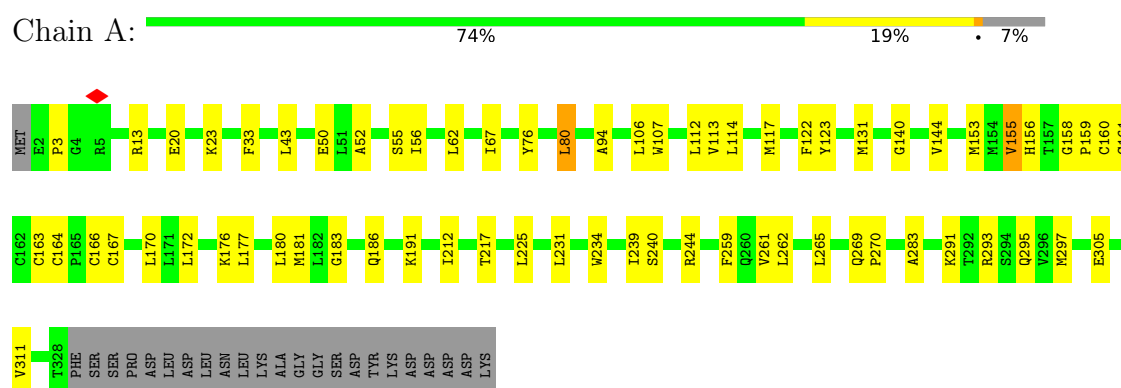 Chain A:
74% 19% • 7%
MET E2 P3 G4 R5 R13 E20 K23 F33 L43 E50 L51 A52 S55 I56 L62 I67 Y76 L80 A94 L106 W107 L112 V113 L114 M117 F122 Y123 M131 G140 V144 M153 M154 V155 H156 T157 G158 P159 C160
C162 C163 C164 P165 C166 C167 L170 L171 L172 K176 L177 L180 M181 L182 G183 Q186 K191 I212 T217 L225 L231 W234 I239 S240 R244 F259 Q260 V261 L262 L265 Q269 P270 A283 K291 T292 R293 S294 Q295 V296 M297 E305
V311 T328 PHE SER SER PRO ASP LEU ASP LEU ASN LEU LYS ALA GLY GLY SER ASP TYR LYS ASP ASP ASP ASP LYS